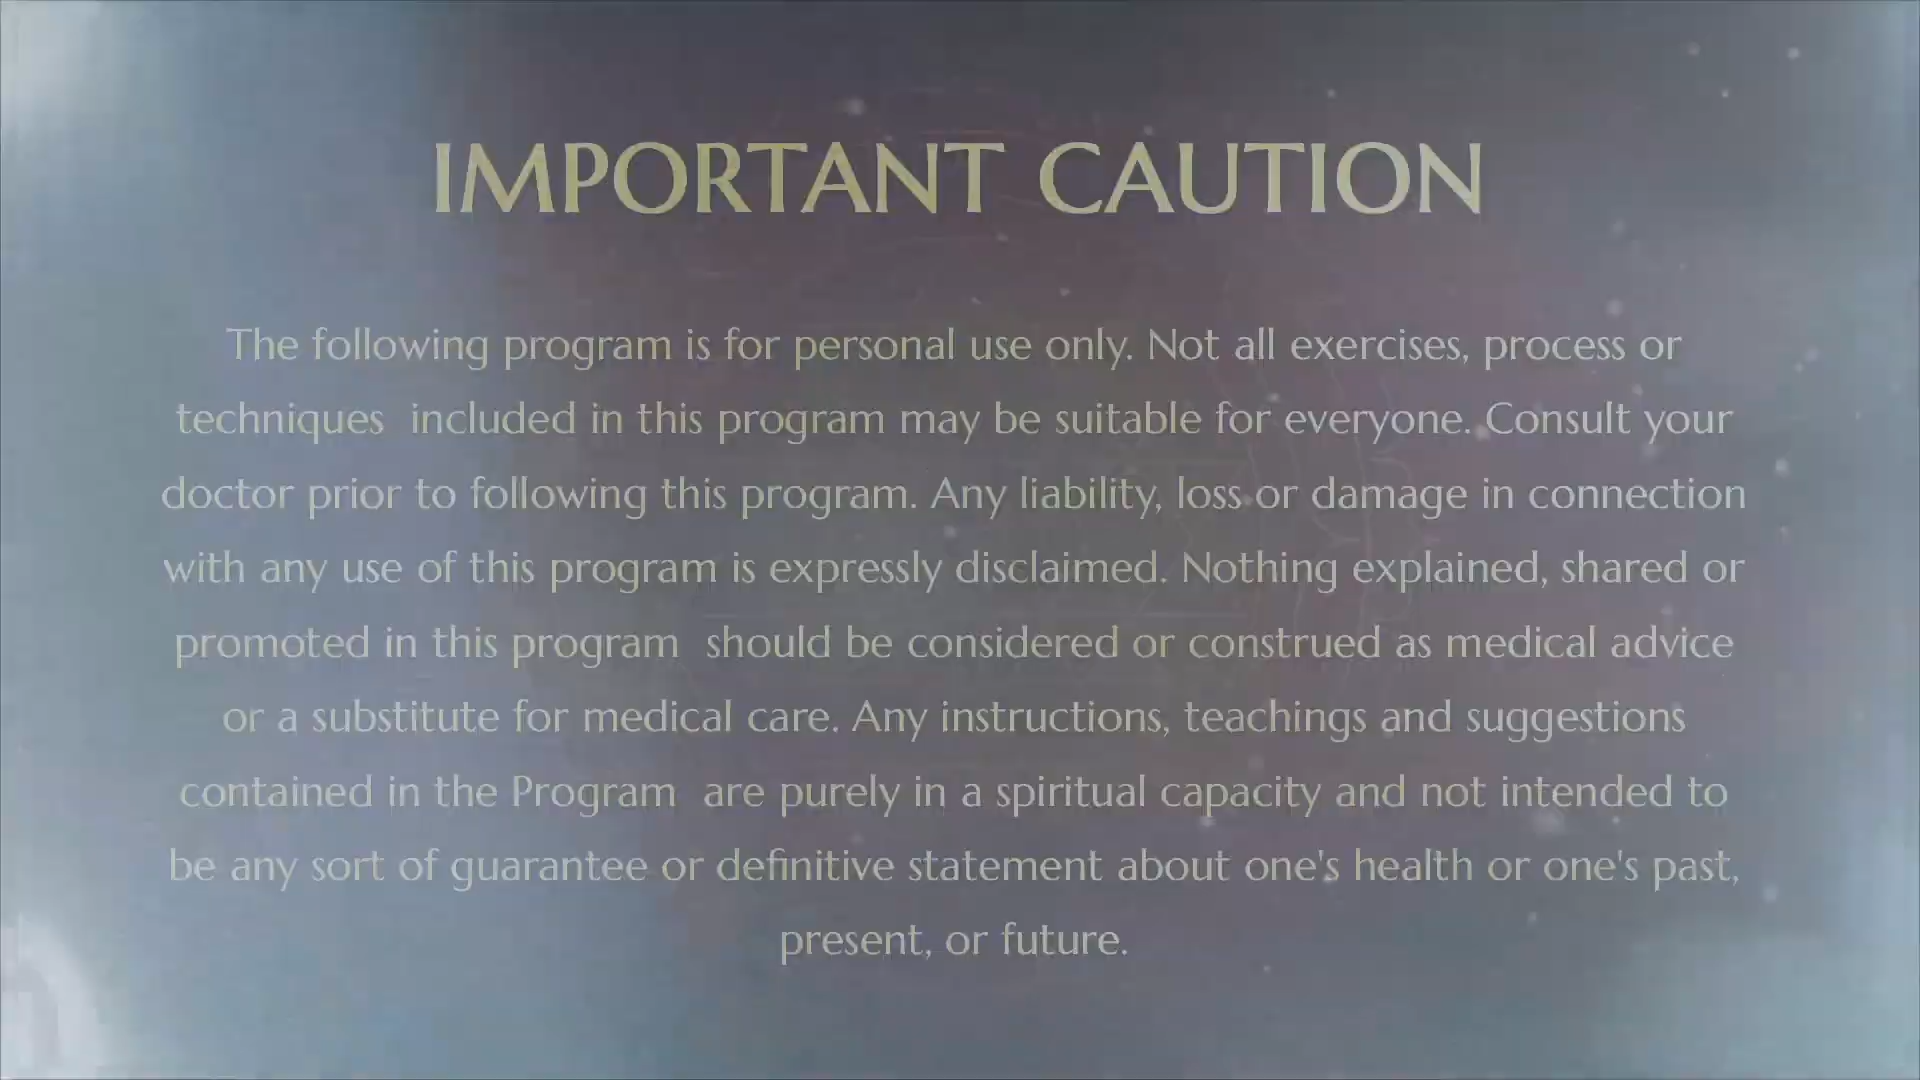 IMPORTANT CAUTION
The following program is for personal use only. Not all exercises, process or
techniques  included in this program may be suitable for everyone. Consult your
doctor prior to following this program. Any liability, loss or damage in connection
with any use of this program is expressly disclaimed. Nothing explained, shared or
promoted in this program  should be considered or construed as medical advice
or a substitute for medical care. Any instructions, teachings and suggestions
contained in the Program  are purely in a spiritual capacity and not intended to
be any sort of guarantee or definitive statement about one's health or one's past,
present, or future.